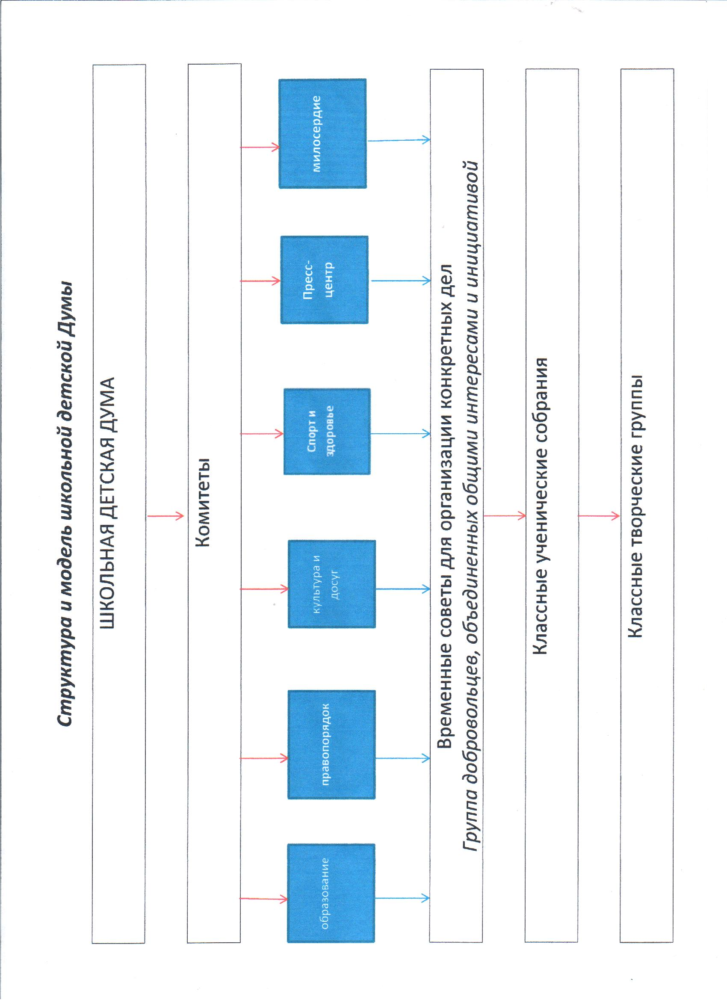 Структура и модель школьной детской Думы
ШКОЛЬНАЯ ДЕТСКАЯ ДУМА
Комитеты
образование
правопорядок
культура и
досуг
Спорт и
здоровье
Пресс-
центр
милосердие
Временные советы для организации конкретных дел
Группа добровольцев, объединенных общими интересами и инициативой
Классные ученические собрания
Классные творческие группы